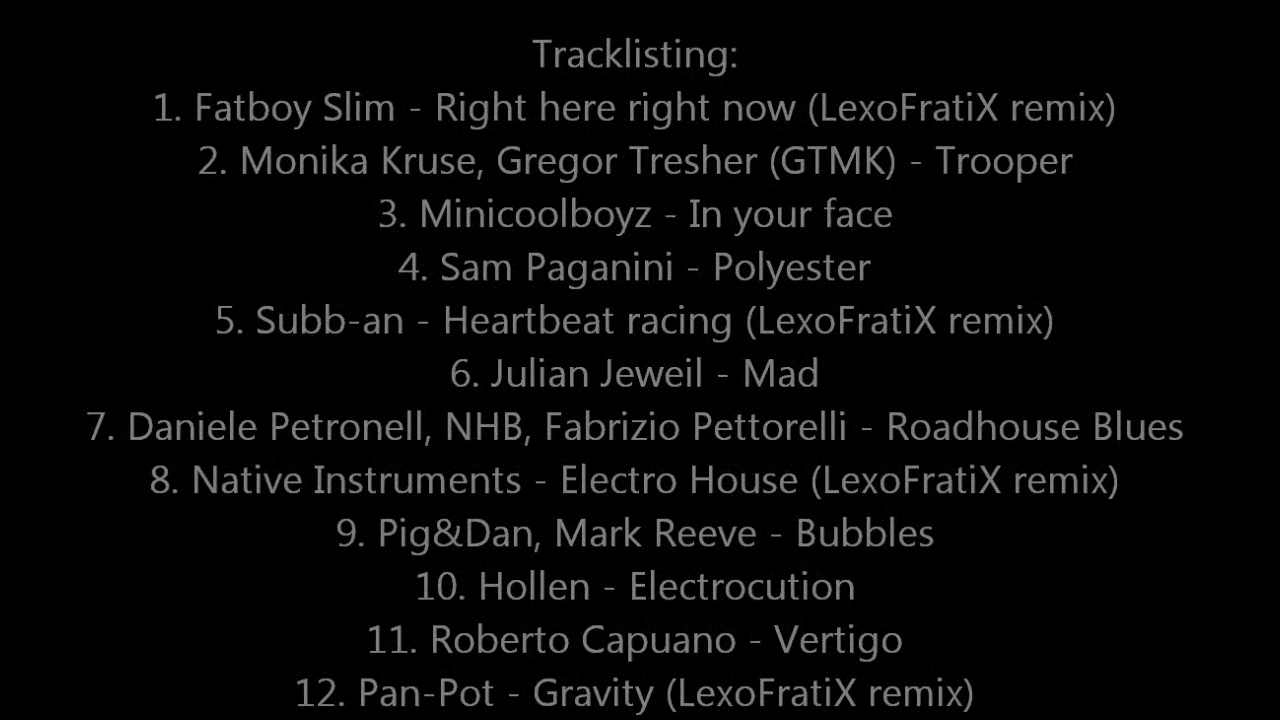 Tracklisting:
1. Fatboy Slim - Right here right now (LexoFratiX remix)
2. Monika Kruse, Gregor Tresher (GTMK) - Trooper
3. Minicoolboyz - In your face
4. Sam Paganini - Polyester
5. Subb-an - Heartbeat racing (LexoFratiX remix)
6. Julian Jeweil - Mad
7. Daniele Petronell, NHB, Fabrizio Pettorelli - Roadhouse Blues
8. Native Instruments - Electro House (LexoFratiX remix)
9. Pig&Dan, Mark Reeve - Bubbles
10. Hollen - Electrocution
11. Roberto Capuano - Vertigo
12. Pan-Pot - Gravity (LexoFratiX remix)